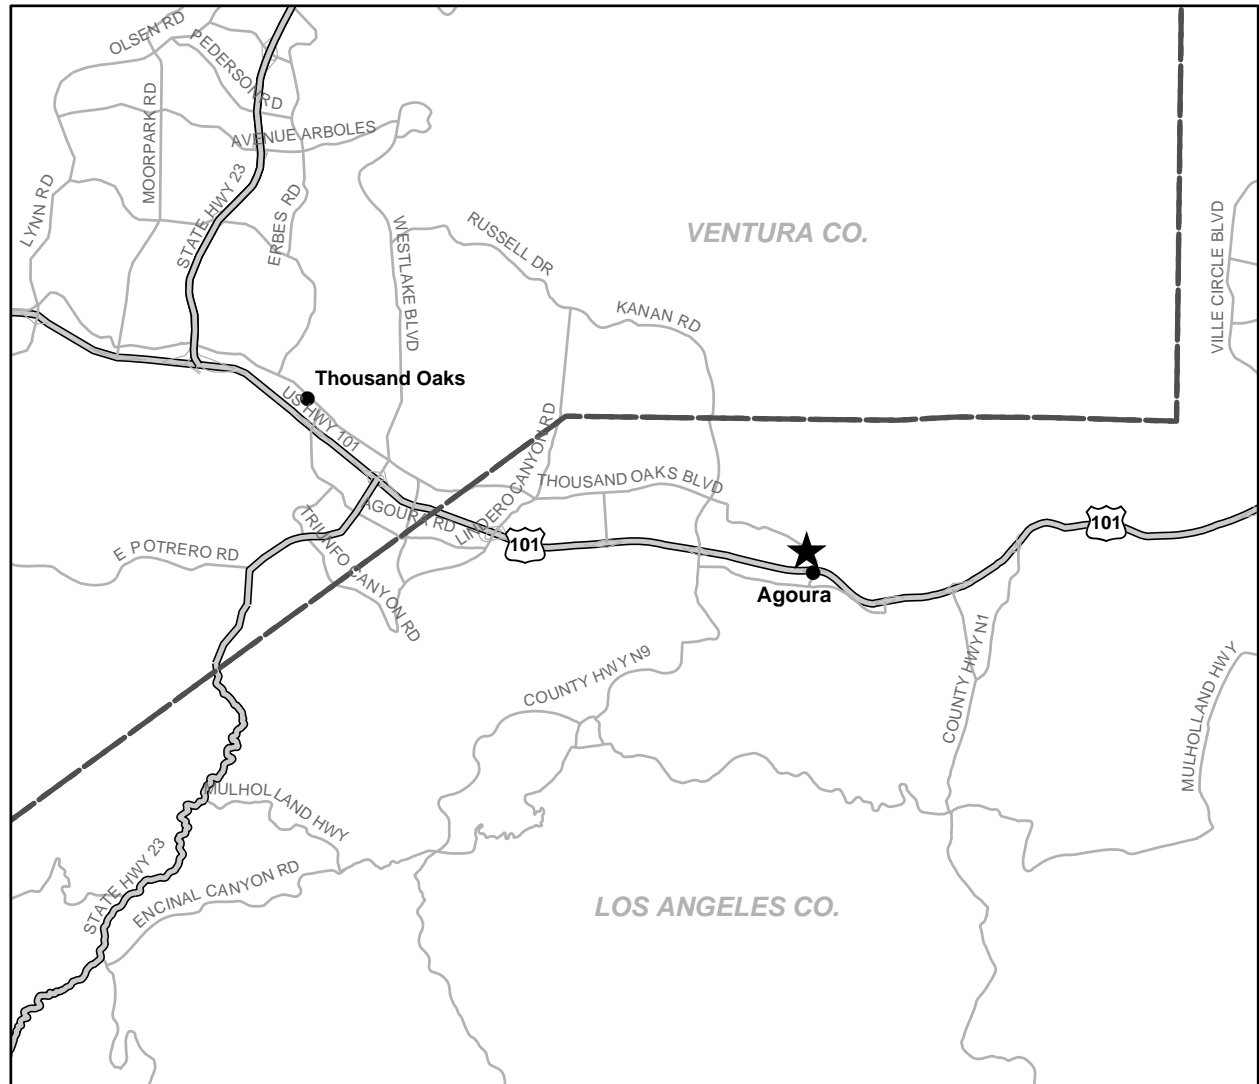 OLSEN RD
PEDERSON RD
MOORPARK RD
AVENUE ARBOLES
LYNN RD
STATE HWY 23
ERBES RD
WESTLAKE BLVD
RUSSELL DR
VENTURA CO.
VILLE CIRCLE BLVD
KANAN RD
Thousand Oaks
US HWY 101
LINDERO CANYON RD
THOUSAND OAKS BLVD
AGOURA RD
TRIUNFO CANYON RD
101
101
E POTRERO RD
Agoura
COUNTY HWY N9
COUNTY HWY N1
MULHOLLAND HWY
MULHOLLAND HWY
STATE HWY 23
ENCINAL CANYON RD
LOS ANGELES CO.